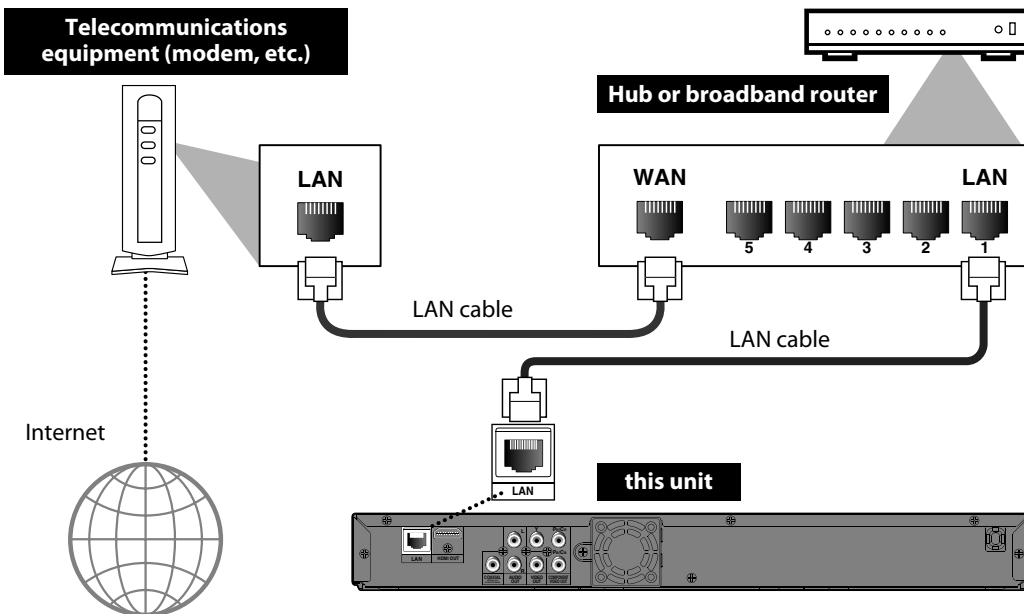 Telecommunications
equipment (modem, etc.)
Hub or broadband router
LAN
WAN
LAN
5 4 3 2 1
LAN cable
LAN cable
Internet
LAN
this unit
LAN
HDMI OUT
L
Y
R
COAXIAL
AUDIO
OUT
VIDEO
OUT
COMPONENT
VIDEO OUT